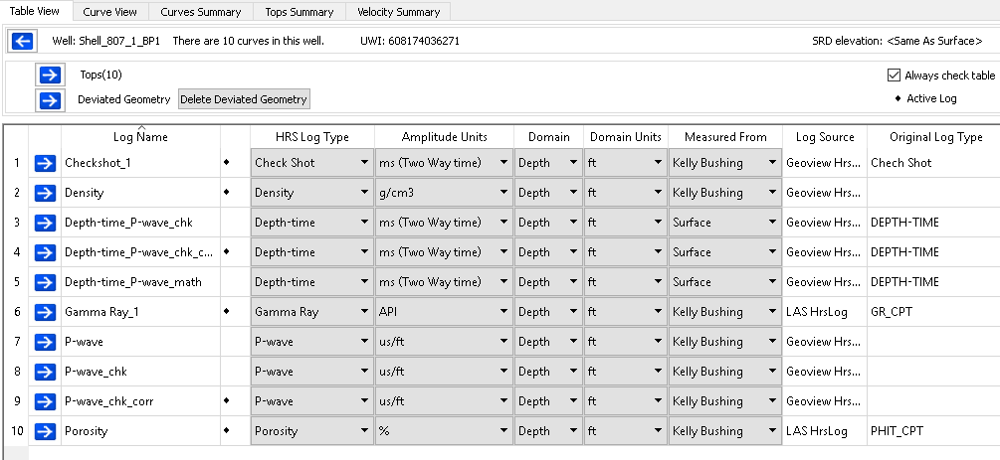 Table View Curve View Curves Summary Tops Summary Velocity Summary
Well: Shell_807_1_BP1 There are 10 curves in this well. UWI: 608174036271 SRD elevation: <Same As Surface>
Tops(10) Always check table
Deviated Geometry Delete Deviated Geometry Active Log
Log Name HRS Log Type Amplitude Units Domain Domain Units Measured From Log Source Original Log Type
1 Checkshot_1 Check Shot ms (Two Way time) Depth ft Kelly Bushing Geoview Hrs... Chech Shot
2 Density Density g/cm3 Depth ft Kelly Bushing Geoview Hrs...
3 Depth-time_P-wave_chk Depth-time ms (Two Way time) Depth ft Surface Geoview Hrs... DEPTH-TIME
4 Depth-time_P-wave_chk_c... Depth-time ms (Two Way time) Depth ft Surface Geoview Hrs... DEPTH-TIME
5 Depth-time_P-wave_math Depth-time ms (Two Way time) Depth ft Surface Geoview Hrs... DEPTH-TIME
6 Gamma Ray_1 Gamma Ray API Depth ft Kelly Bushing LAS HrsLog GR_CPT
7 P-wave P-wave us/ft Depth ft Kelly Bushing Geoview Hrs...
8 P-wave_chk P-wave us/ft Depth ft Kelly Bushing Geoview Hrs...
9 P-wave_chk_corr P-wave us/ft Depth ft Kelly Bushing Geoview Hrs...
10 Porosity Porosity % Depth ft Kelly Bushing LAS HrsLog PHIT_CPT